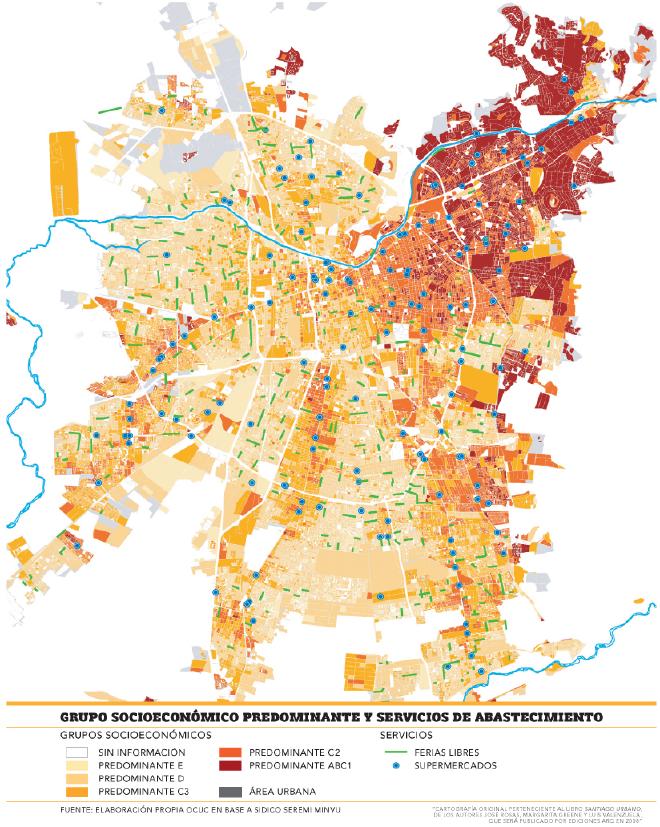 GRUPO SOCIOECONÓMICO PREDOMINANTE Y SERVICIOS DE ABASTECIMIENTO
GRUPOS SOCIOECONÓMICOS
SIN INFORMACIÓN
PREDOMINANTE E
PREDOMINANTE D
PREDOMINANTE C3
PREDOMINANTE C2
PREDOMINANTE ABC1
ÁREA URBANA
SERVICIOS
FERIAS LIBRES
SUPERMERCADOS
FUENTE: ELABORACIÓN PROPIA OCUC EN BASE A SIDICO SEREMI MINVU
"CARTOGRAFÍA ORIGINAL PERTENECIENTE AL LIBRO SANTIAGO URBANO,
DE LOS AUTORES JOSÉ ROSAS, MARGARITA GREENE Y LUIS VALENZUELA,
QUE SERÁ PUBLICADO POR EDICIONES ARQ EN